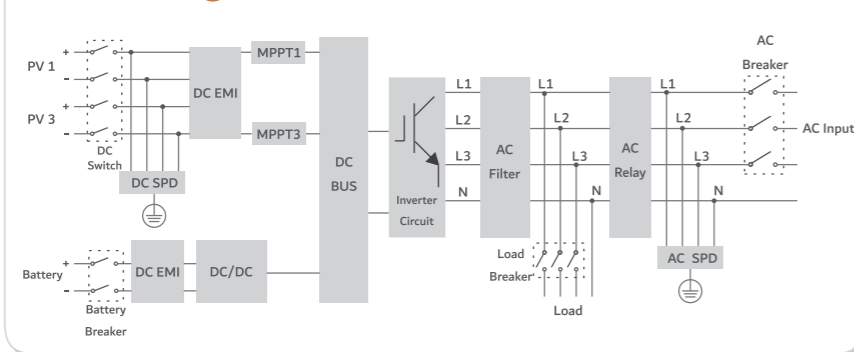 PV 1
+
-
PV 3
+
-
DC
Switch
DC SPD
DC EMI
MPPT1
MPPT3
Battery
+
-
Battery
Breaker
DC EMI
DC/DC
DC
BUS
Inverter
Circuit
L1
L2
L3
N
AC
Filter
L1
L2
L3
N
Load
Breaker
Load
AC
Relay
L1
L2
L3
N
AC SPD
AC
Breaker
AC Input